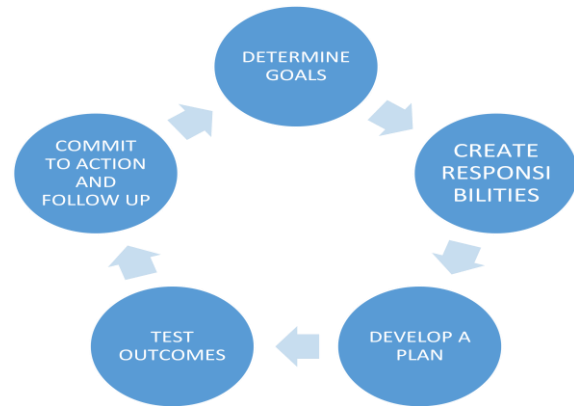 DETERMINE
GOALS
CREATE
RESPONSI
BILITIES
DEVELOP A
PLAN
TEST
OUTCOMES
COMMIT
TO ACTION
AND
FOLLOW UP